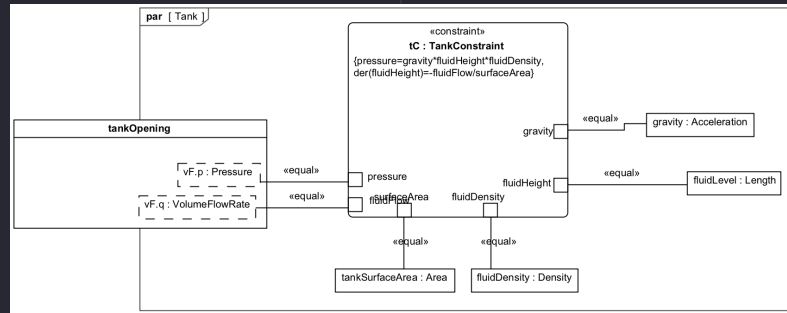 par [ Tank ]
«constraint»
tC : TankConstraint
{pressure=gravity*fluidHeight*fluidDensity,
der(fluidHeight)=-fluidFlow/surfaceArea}
tankOpening
gravity
«equal»
gravity : Acceleration
vF.p : Pressure
«equal»
pressure
fluidHeight
«equal»
fluidLevel : Length
vF.q : VolumeFlowRate
«equal»
fluidFlow
surfaceArea
fluidDensity
«equal»
«equal»
tankSurfaceArea : Area
fluidDensity : Density